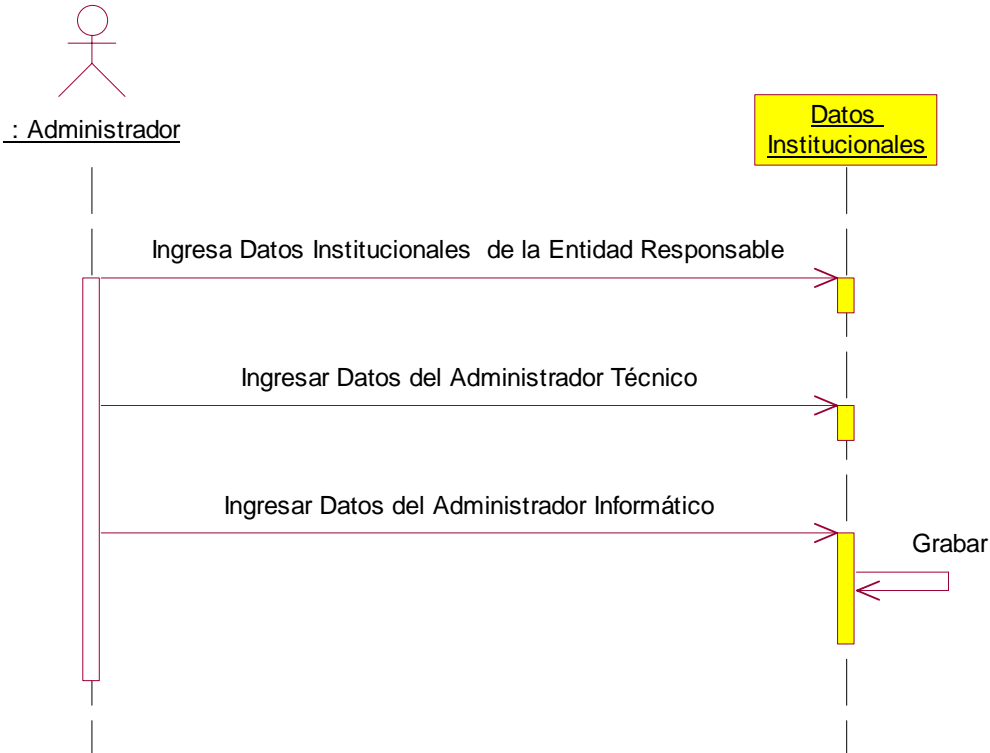 : Administrador
Datos
Institucionales
Ingresa Datos Institucionales de la Entidad Responsable
Ingresar Datos del Administrador Técnico
Ingresar Datos del Administrador Informático
Grabar